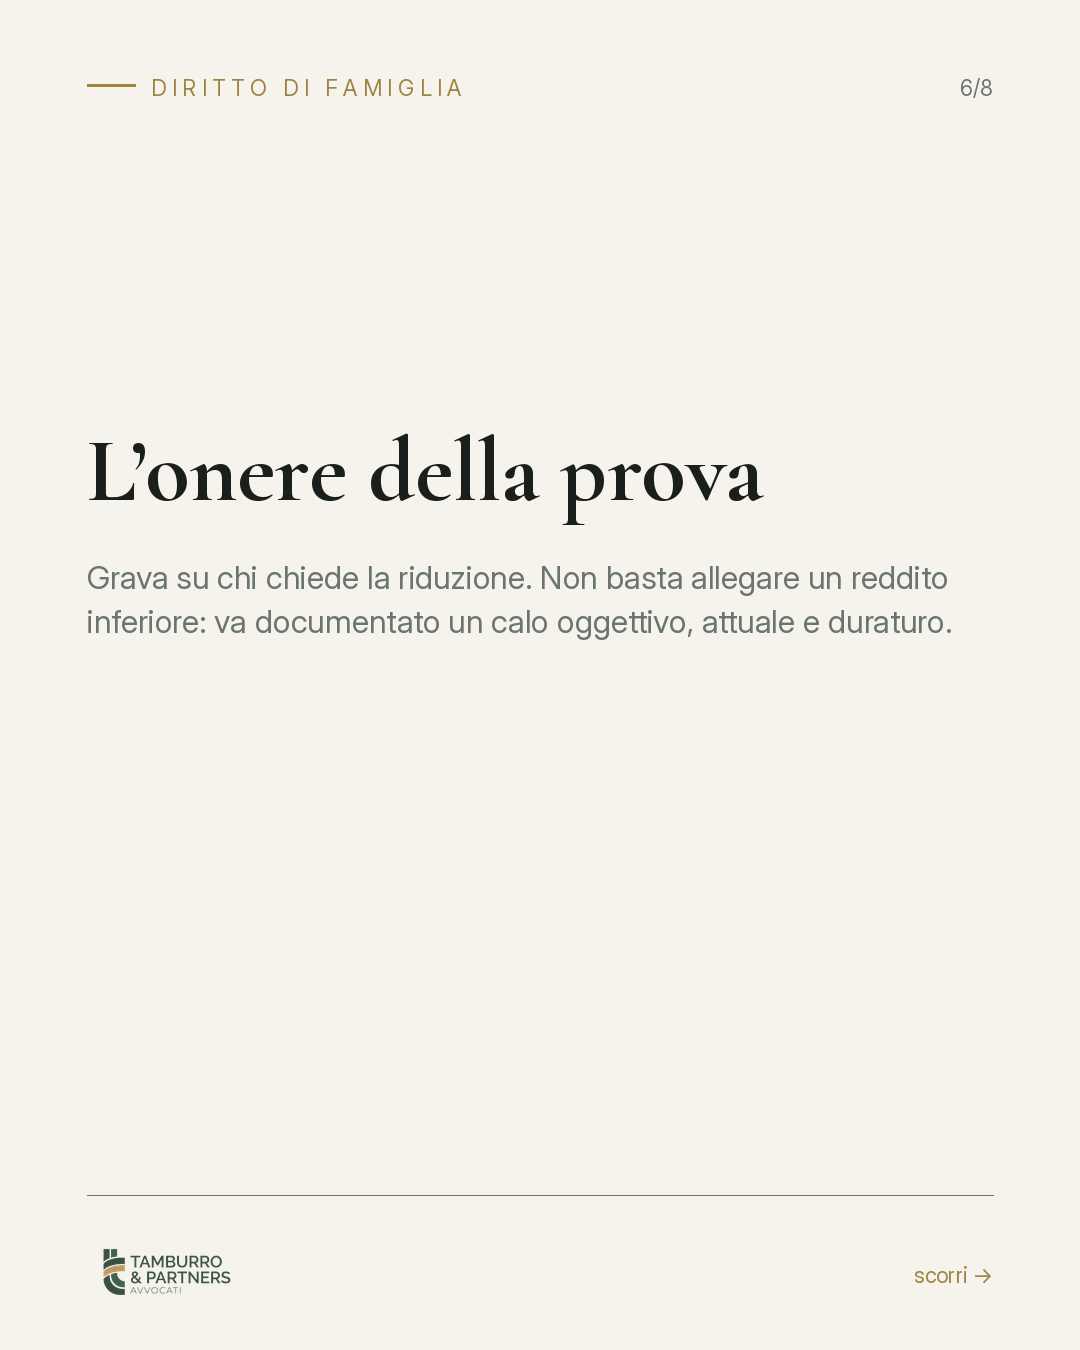 DIRITTO DI FAMIGLIA
6/8
L’onere della prova
Grava su chi chiede la riduzione. Non basta allegare un reddito
inferiore: va documentato un calo oggettivo, attuale e duraturo.
TAMBURRO
& PARTNERS
AVVOCATI
scorri →